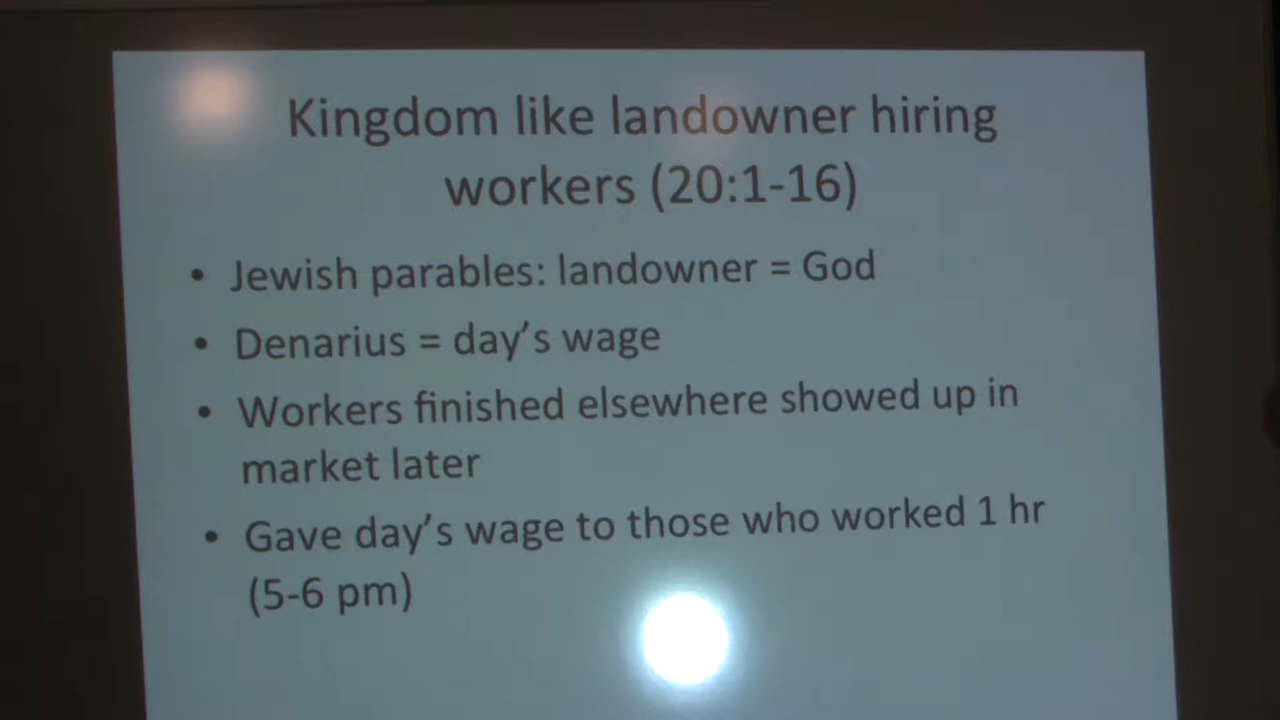 Kingdom like landowner hiring
workers (20:1-16)
• Jewish parables: landowner = God
• Denarius = day’s wage
• Workers finished elsewhere showed up in
market later
• Gave day’s wage to those who worked 1 hr
(5-6 pm)